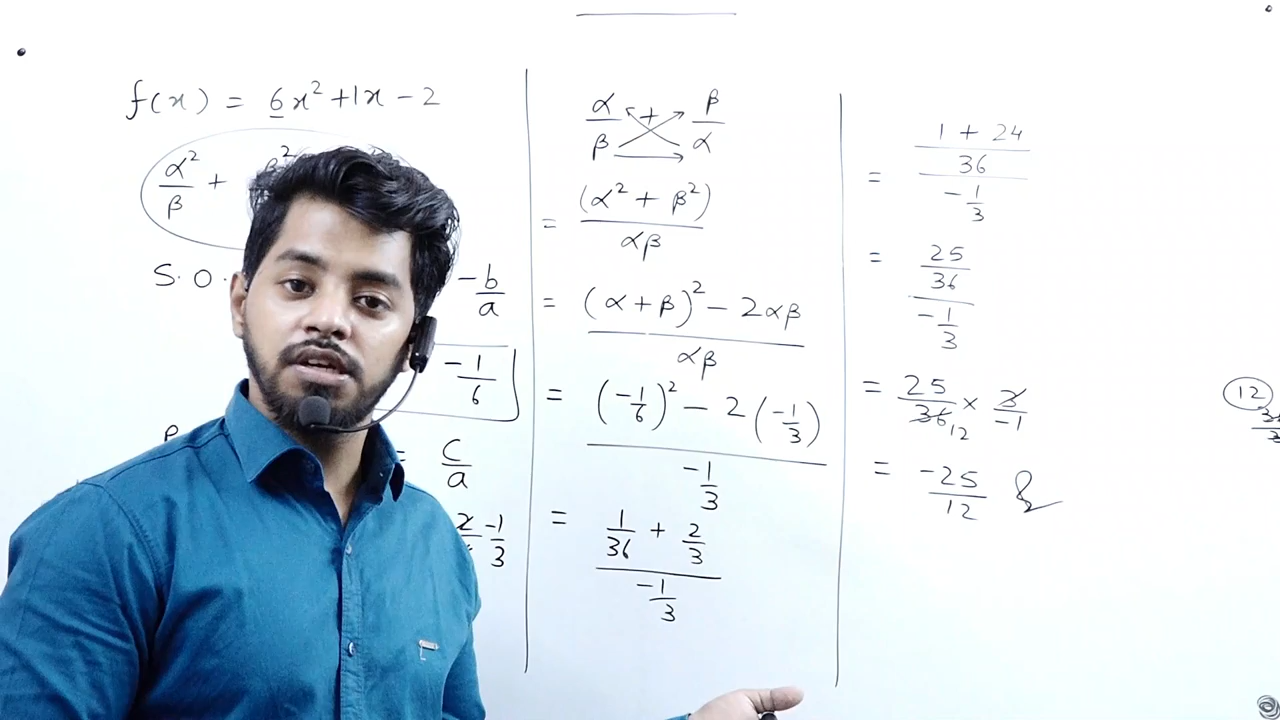 f(x) = 6x² + 1x - 2
α²/β + β²
S.O. -b/a
-1/6
P = c/a
-1/3
α/β + β/α
= (α² + β²)/αβ
= ((α + β)² - 2αβ)/αβ
= ((-1/6)² - 2(-1/3))/(-1/3)
= (1/36 + 2/3)/(-1/3)
= ((1 + 24)/36)/(-1/3)
= (25/36)/(-1/3)
= 25/36 12 × 3/-1
= -25/12
12